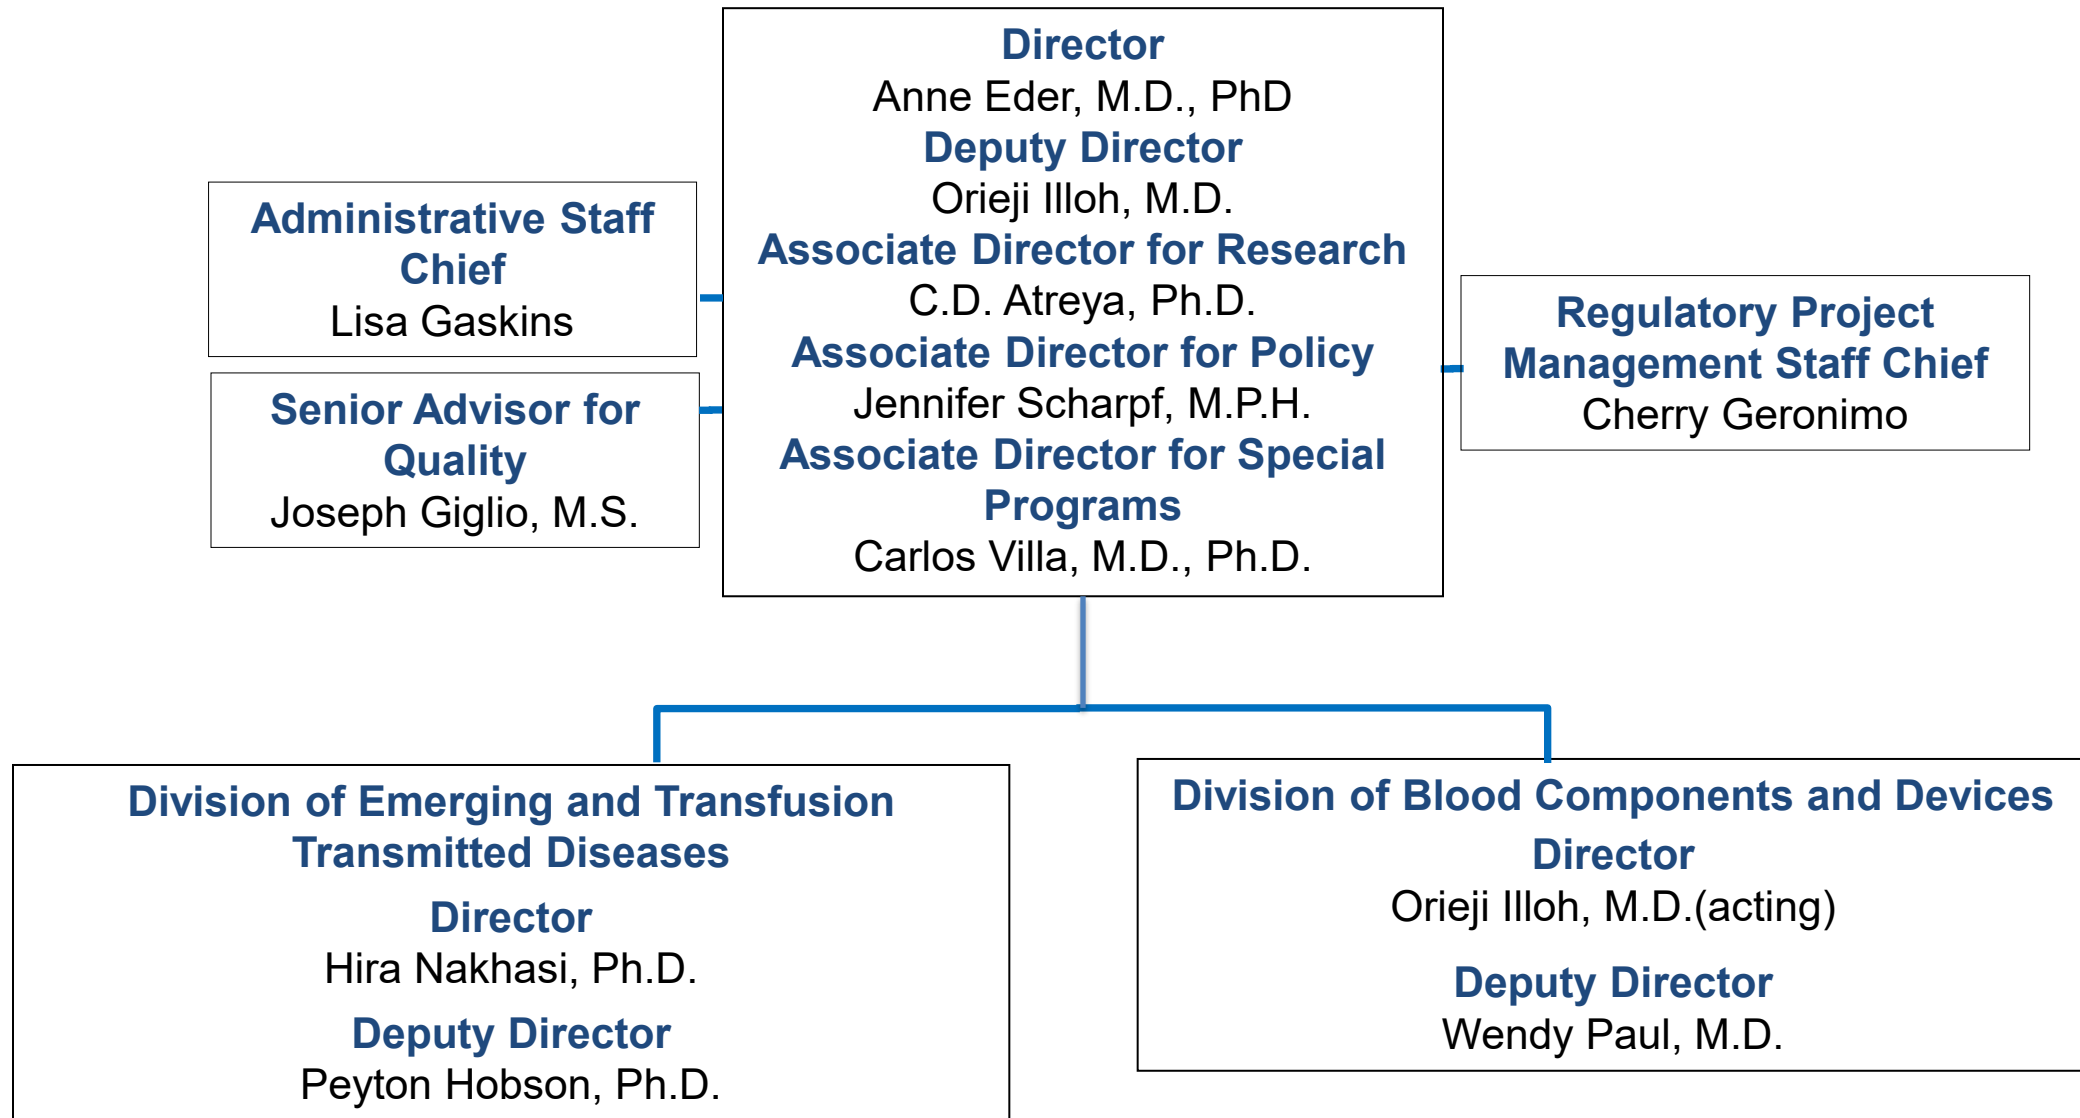 Director
Anne Eder, M.D., PhD
Deputy Director
Orieji Illoh, M.D.
Associate Director for Research
C.D. Atreya, Ph.D.
Associate Director for Policy
Jennifer Scharpf, M.P.H.
Associate Director for Special
Programs
Carlos Villa, M.D., Ph.D.
Administrative Staff
Chief
Lisa Gaskins
Senior Advisor for
Quality
Joseph Giglio, M.S.
Regulatory Project
Management Staff Chief
Cherry Geronimo
Division of Emerging and Transfusion
Transmitted Diseases
Director
Hira Nakhasi, Ph.D.
Deputy Director
Peyton Hobson, Ph.D.
Division of Blood Components and Devices
Director
Orieji Illoh, M.D.(acting)
Deputy Director
Wendy Paul, M.D.